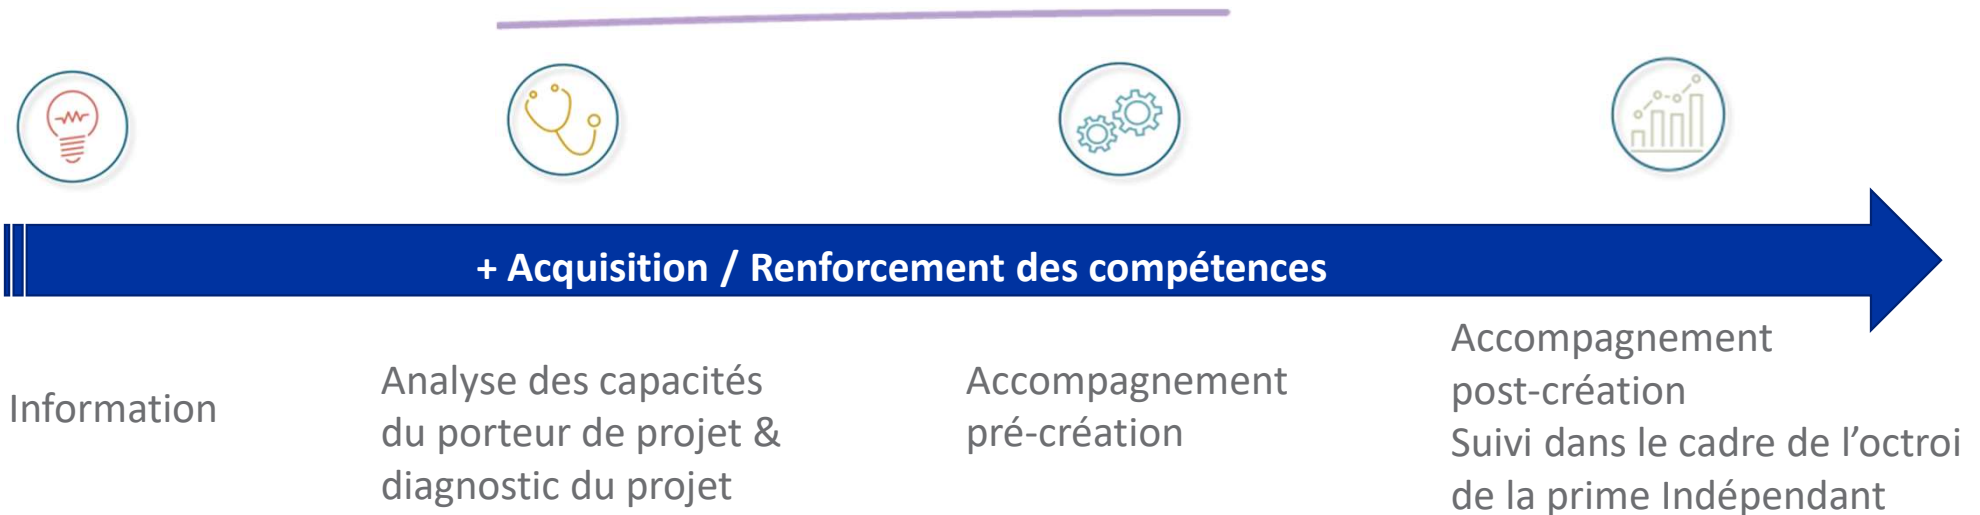 + Acquisition / Renforcement des compétences
Information
Analyse des capacités
du porteur de projet &
diagnostic du projet
Accompagnement
pré-création
Accompagnement
post-création
Suivi dans le cadre de l’octroi
de la prime Indépendant